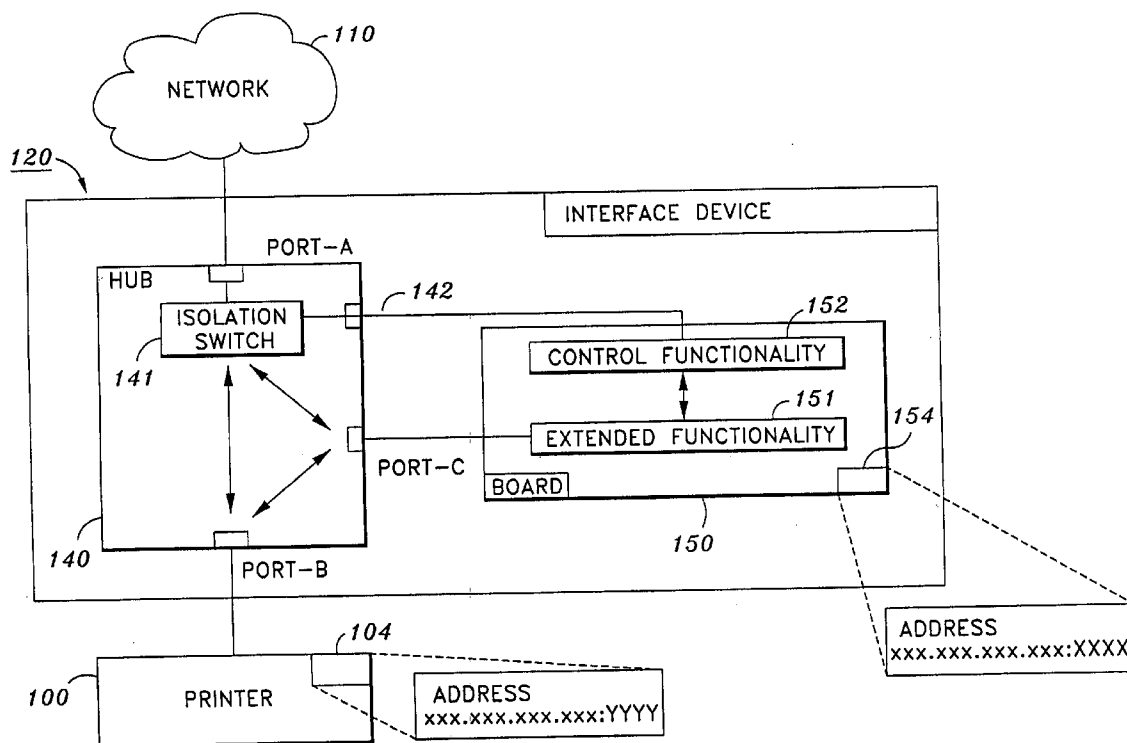 110
NETWORK
120
INTERFACE DEVICE
PORT-A
HUB
142
ISOLATION
SWITCH
152
CONTROL FUNCTIONALITY
141
151
EXTENDED FUNCTIONALITY
154
PORT-C
BOARD
140
150
PORT-B
104
ADDRESS
xxx.xxx.xxx.xxx:XXXX
100
PRINTER
ADDRESS
xxx.xxx.xxx.xxx:YYYY